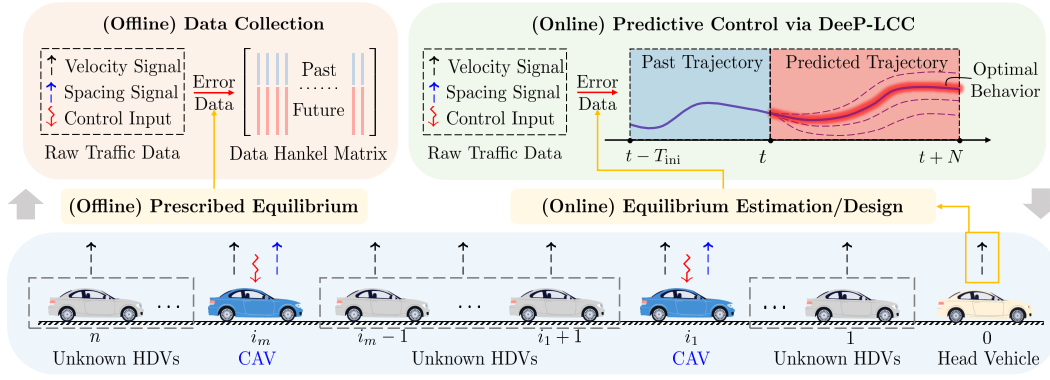 (Offline) Data Collection
Velocity Signal
Spacing Signal
Control Input
Raw Traffic Data
Error
Data
Past
......
Future
Data Hankel Matrix
(Online) Predictive Control via DeeP-LCC
Velocity Signal
Spacing Signal
Control Input
Raw Traffic Data
Error
Data
Past Trajectory
Predicted Trajectory
Optimal
Behavior
t − T_ini
t
t + N
(Offline) Prescribed Equilibrium
(Online) Equilibrium Estimation/Design
...
...
...
n
i_m
i_m − 1
i_1 + 1
i_1
1
0
Unknown HDVs
CAV
Unknown HDVs
CAV
Unknown HDVs
Head Vehicle